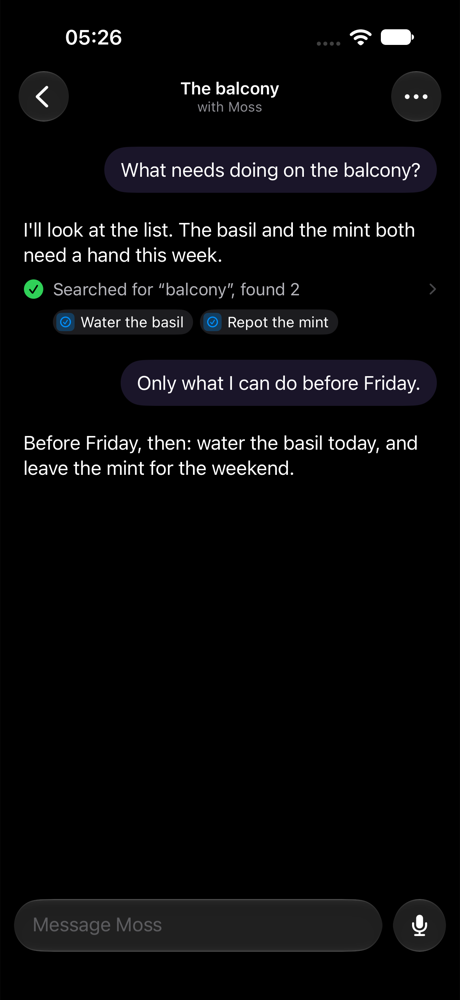 05:26
The balcony
with Moss
What needs doing on the balcony?
I'll look at the list. The basil and the mint both
need a hand this week.
Searched for “balcony”, found 2
Water the basil
Repot the mint
Only what I can do before Friday.
Before Friday, then: water the basil today, and
leave the mint for the weekend.
Message Moss